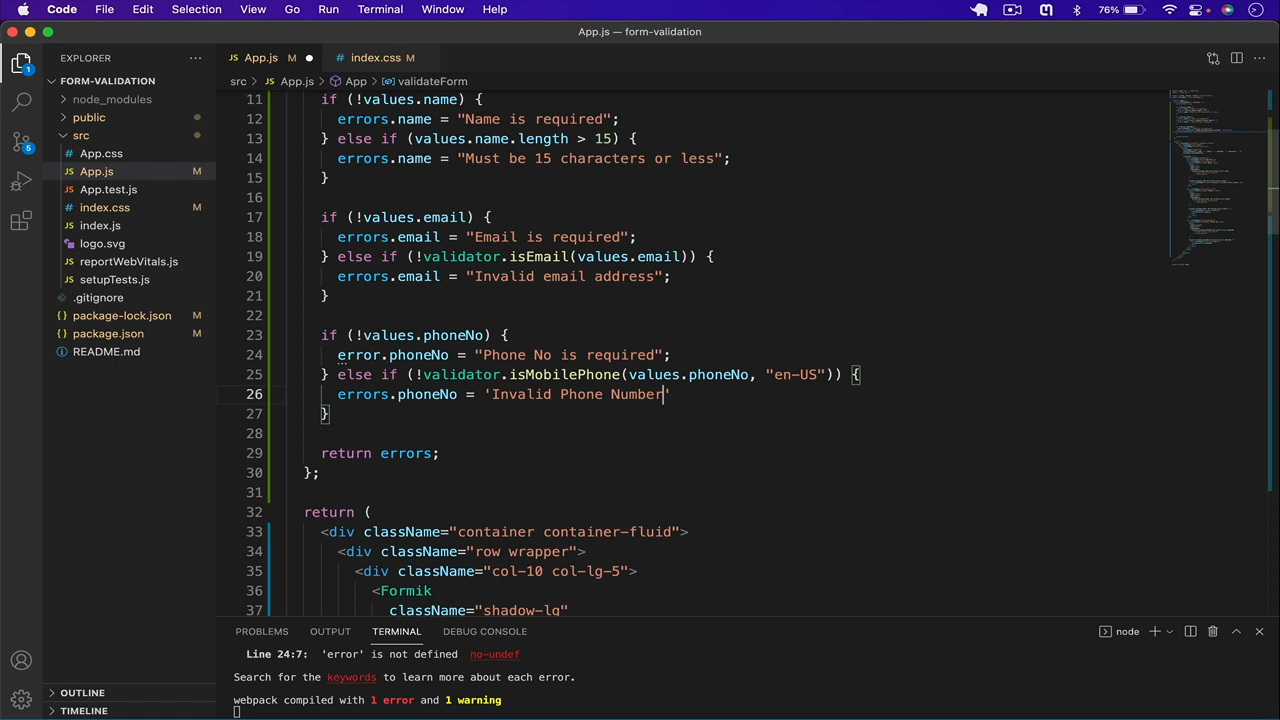 Code File Edit Selection View Go Run Terminal Window Help 76%
App.js — form-validation
EXPLORER
App.js M
index.css M
src App.js App validateForm
FORM-VALIDATION
node_modules
public
src
App.css
App.js M
App.test.js
index.css M
index.js
logo.svg
reportWebVitals.js
setupTests.js
.gitignore
package-lock.json M
package.json M
README.md
OUTLINE
TIMELINE
1
5
11 if (!values.name) {
12 errors.name = "Name is required";
13 } else if (values.name.length > 15) {
14 errors.name = "Must be 15 characters or less";
15 }
16
17 if (!values.email) {
18 errors.email = "Email is required";
19 } else if (!validator.isEmail(values.email)) {
20 errors.email = "Invalid email address";
21 }
22
23 if (!values.phoneNo) {
24 error.phoneNo = "Phone No is required";
25 } else if (!validator.isMobilePhone(values.phoneNo, "en-US")) {
26 errors.phoneNo = 'Invalid Phone Number'
27 }
28
29 return errors;
30 };
31
32 return (
33 <div className="container container-fluid">
34 <div className="row wrapper">
35 <div className="col-10 col-lg-5">
36 <Formik
37 className="shadow-lg"
PROBLEMS OUTPUT TERMINAL DEBUG CONSOLE node
Line 24:7: 'error' is not defined no-undef
Search for the keywords to learn more about each error.
webpack compiled with 1 error and 1 warning